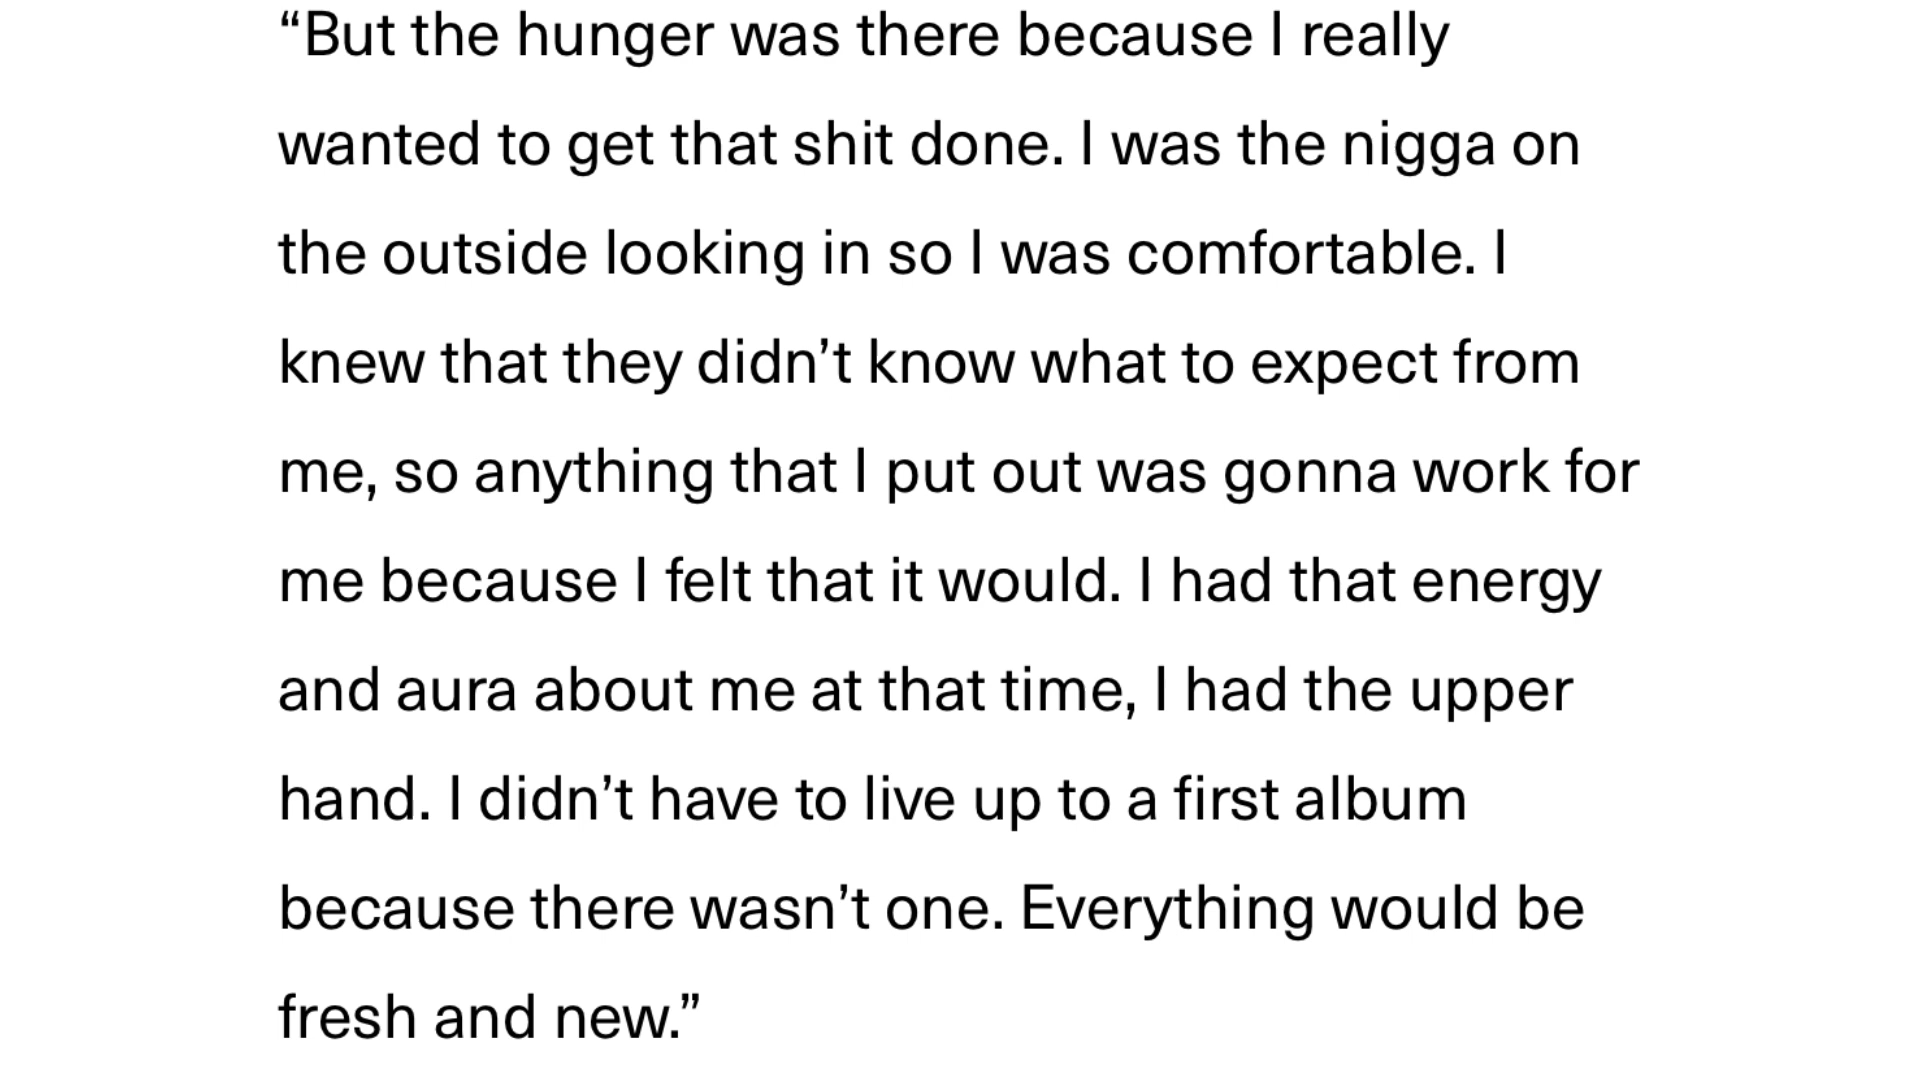 “But the hunger was there because I really
wanted to get that shit done. I was the nigga on
the outside looking in so I was comfortable. I
knew that they didn’t know what to expect from
me, so anything that I put out was gonna work for
me because I felt that it would. I had that energy
and aura about me at that time, I had the upper
hand. I didn’t have to live up to a first album
because there wasn’t one. Everything would be
fresh and new.”